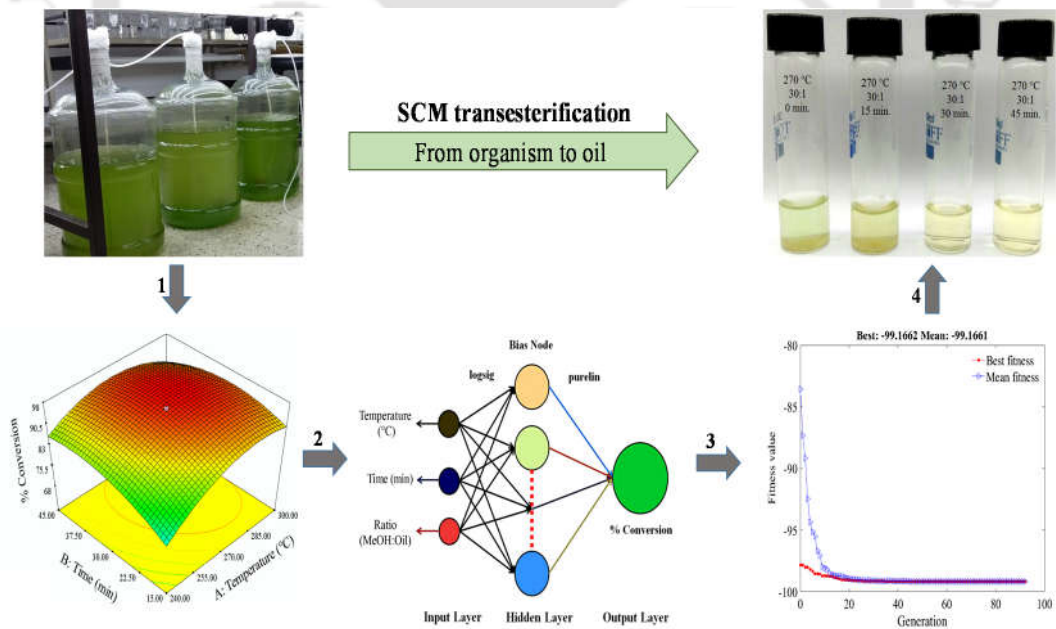 SCM transesterification
From organism to oil
270 °C
30:1
0 min.
270 °C
30:1
15 min.
270 °C
30:1
30 min.
270 °C
30:1
45 min.
1
4
% Conversion
98
90.5
83
75.5
68
45.00
37.50
30.00
22.50
15.00
B: Time (min)
300.00
285.00
270.00
255.00
240.00
A: Temperature (°C)
2
Bias Node
logsig
purelin
Temperature
(°C)
Time (min)
Ratio
(MeOH:Oil)
% Conversion
Input Layer
Hidden Layer
Output Layer
3
Best: -99.1662 Mean: -99.1661
Best fitness
Mean fitness
Fitness value
-80
-85
-90
-95
-100
0
20
40
60
80
100
Generation